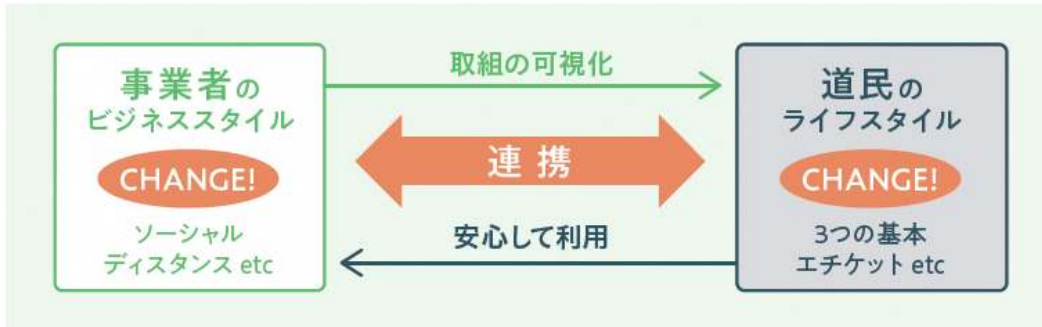 事業者の
ビジネススタイル
CHANGE!
ソーシャル
ディスタンス etc
取組の可視化
連携
安心して利用
道民の
ライフスタイル
CHANGE!
3つの基本
エチケット etc